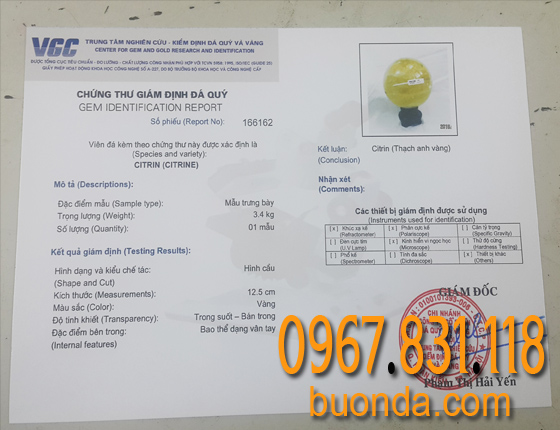 VGC
TRUNG TÂM NGHIÊN CỨU - KIỂM ĐỊNH ĐÁ QUÝ VÀ VÀNG
CENTER FOR GEM AND GOLD RESEARCH AND IDENTIFICATION
CHỨNG THƯ GIÁM ĐỊNH ĐÁ QUÝ
GEM IDENTIFICATION REPORT
Số phiếu (Report No): 166162
Viên đá kèm theo chứng thư này được xác định là
(Species and variety):
CITRIN (CITRINE)
Mô tả (Descriptions):
Đặc điểm mẫu (Sample type): Mẫu trưng bày
Trọng lượng (Weight): 3.4 kg
Số lượng (Quantity): 01 mẫu
Kết quả giám định (Testing Results):
Hình dạng và kiểu chế tác: Hình cầu
(Shape and Cut)
Kích thước (Measurements): 12.5 cm
Màu sắc (Color): Vàng
Độ tinh khiết (Transparency): Trong suốt – Bán trong
Đặc điểm bên trong: Bao thể dạng vân tay
(Internal features)
Kết luận: Citrin (Thạch anh vàng)
(Conclusion)
Nhận xét
(Comments):
Các thiết bị giám định được sử dụng
(Instruments used for identification)
[x] Khúc xạ kế [x] Phân cực kế [ ] Cân tỷ trọng
(Refractometer) (Polariscope) (Specific Gravity)
[ ] Đèn cực tím [x] Kính hiển vi ngọc học [ ] Thử độ cứng
(U.V Lamp) (Microscope) (Hardness Testing)
[ ] Phổ kế [ ] Tính đa sắc [x] Thiết bị khác
(Spectrometer) (Dichroscope) (Others)
GIÁM ĐỐC
CHI NHÁNH
Phạm Thị Hải Yến
0967.831.118
buonda.com